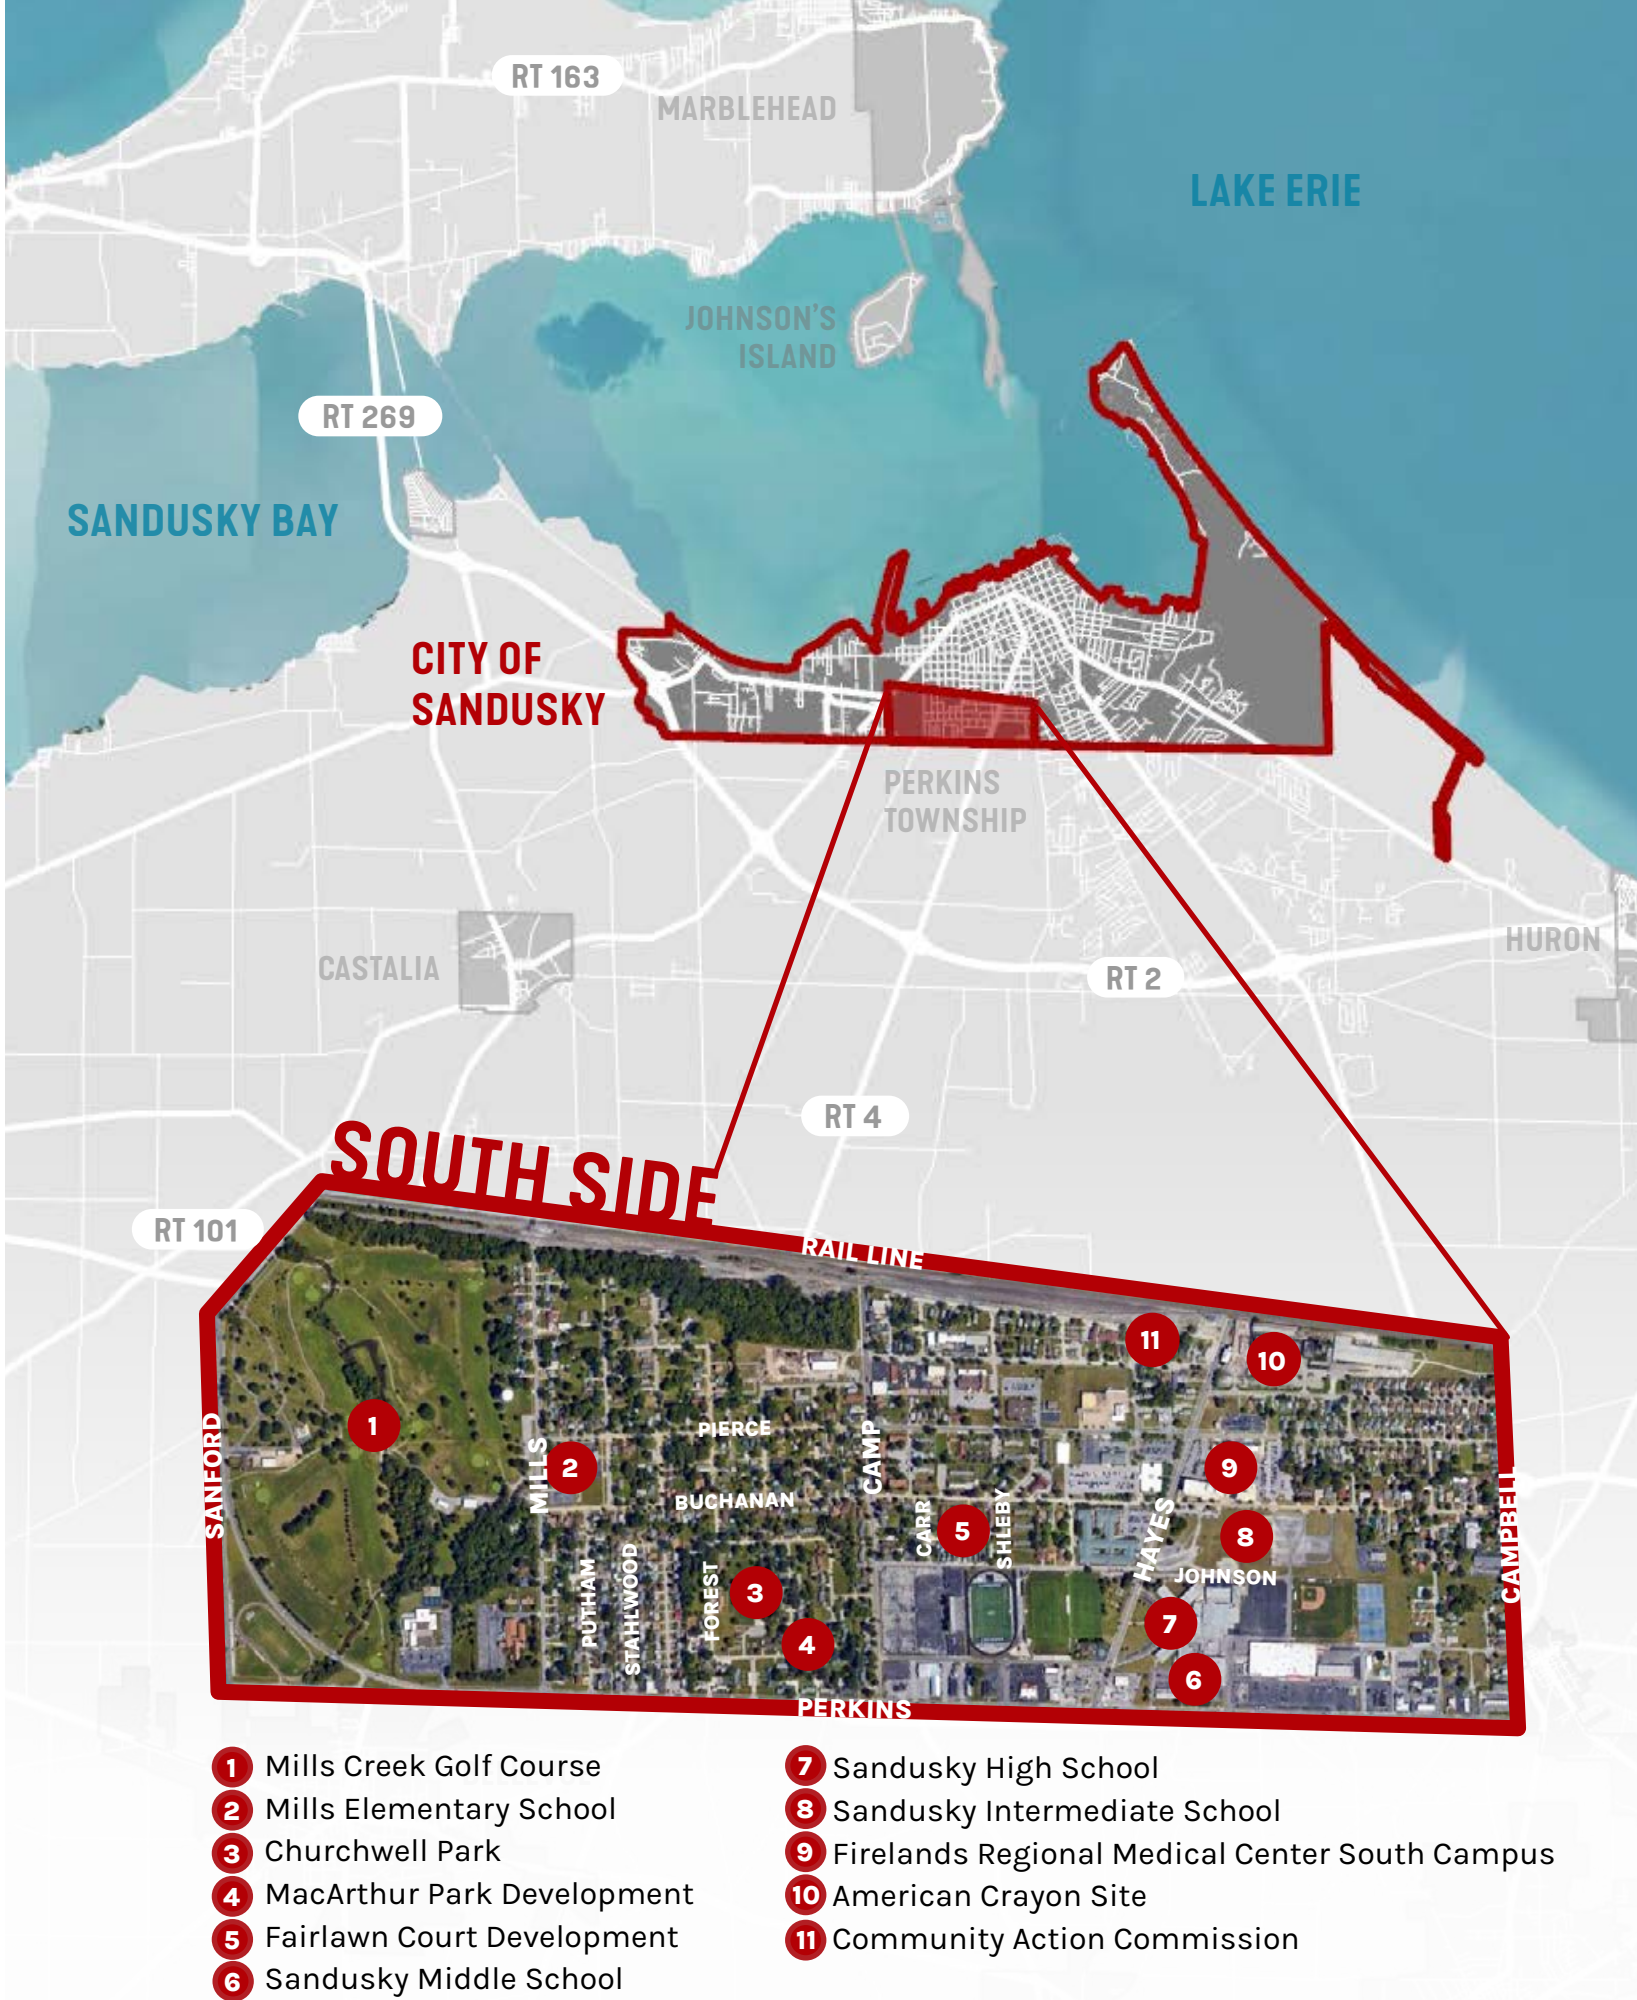 RT 163
MARBLEHEAD
LAKE ERIE
JOHNSON'S
ISLAND
RT 269
SANDUSKY BAY
CITY OF
SANDUSKY
PERKINS
TOWNSHIP
HURON
CASTALIA
RT 2
RT 4
SOUTH SIDE
RT 101
RAIL LINE
11
10
1
SANFORD
MILLS
2
PIERCE
CAMP
9
BUCHANAN
CARR
5
SHLEBY
HAYES
8
CAMPBELL
JOHNSON
PUTHAM
STAHLWOOD
FOREST
3
4
7
6
PERKINS
1 Mills Creek Golf Course
2 Mills Elementary School
3 Churchwell Park
4 MacArthur Park Development
5 Fairlawn Court Development
6 Sandusky Middle School
7 Sandusky High School
8 Sandusky Intermediate School
9 Firelands Regional Medical Center South Campus
10 American Crayon Site
11 Community Action Commission